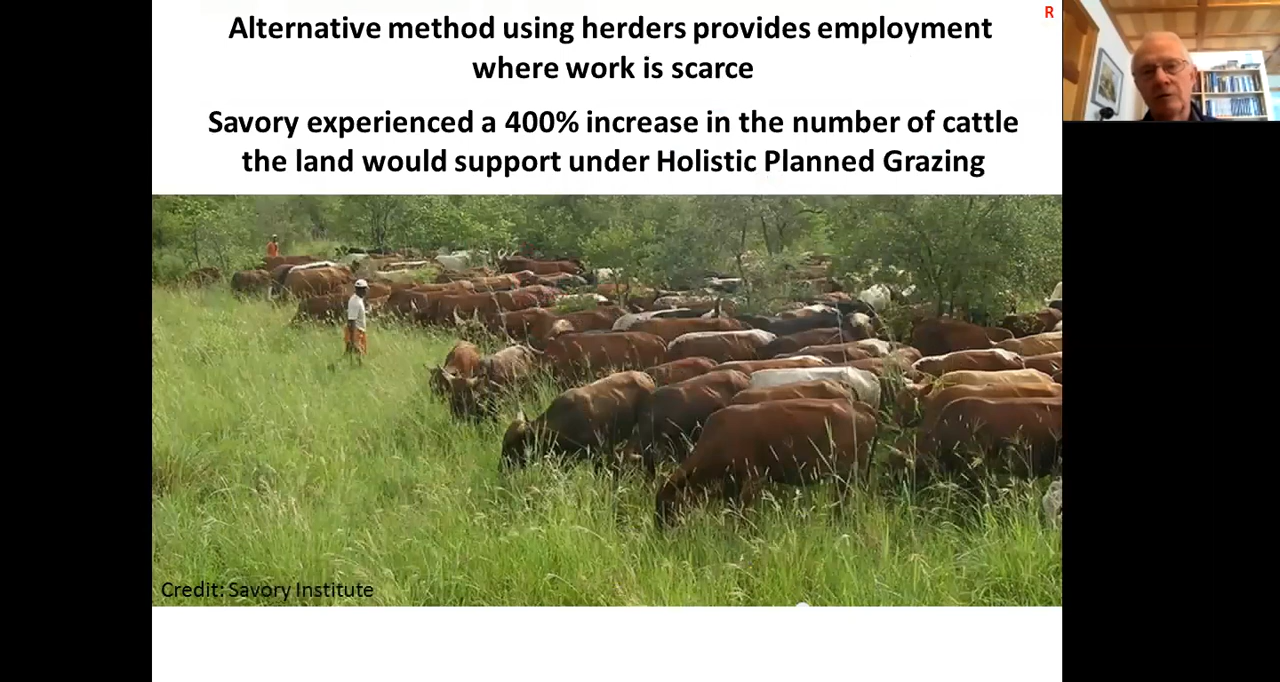 Alternative method using herders provides employment
where work is scarce
Savory experienced a 400% increase in the number of cattle
the land would support under Holistic Planned Grazing
R
Credit: Savory Institute